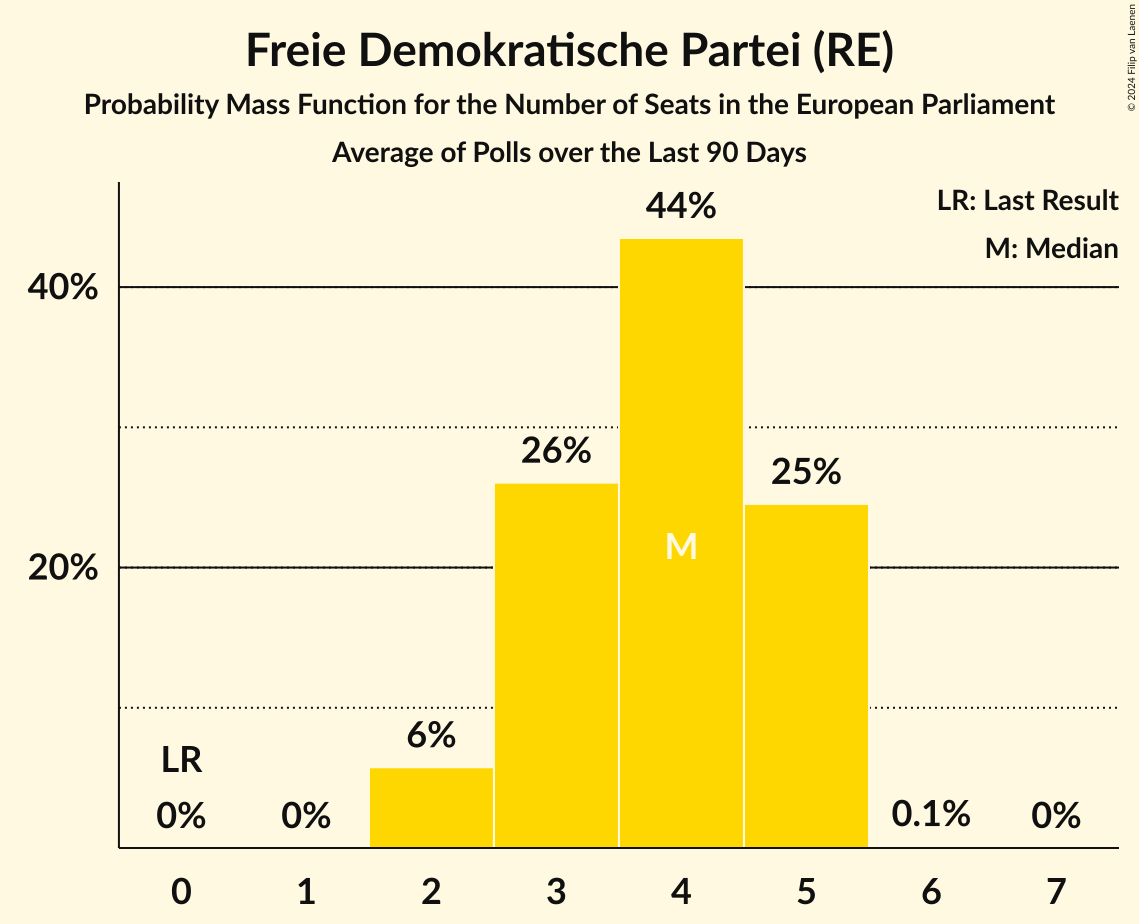 Freie Demokratische Partei (RE)
Probability Mass Function for the Number of Seats in the European Parliament
Average of Polls over the Last 90 Days
© 2024 Filip van Laenen
LR: Last Result
M: Median
40%
20%
LR
0%
0%
6%
26%
44%
M
25%
0.1%
0%
0 1 2 3 4 5 6 7